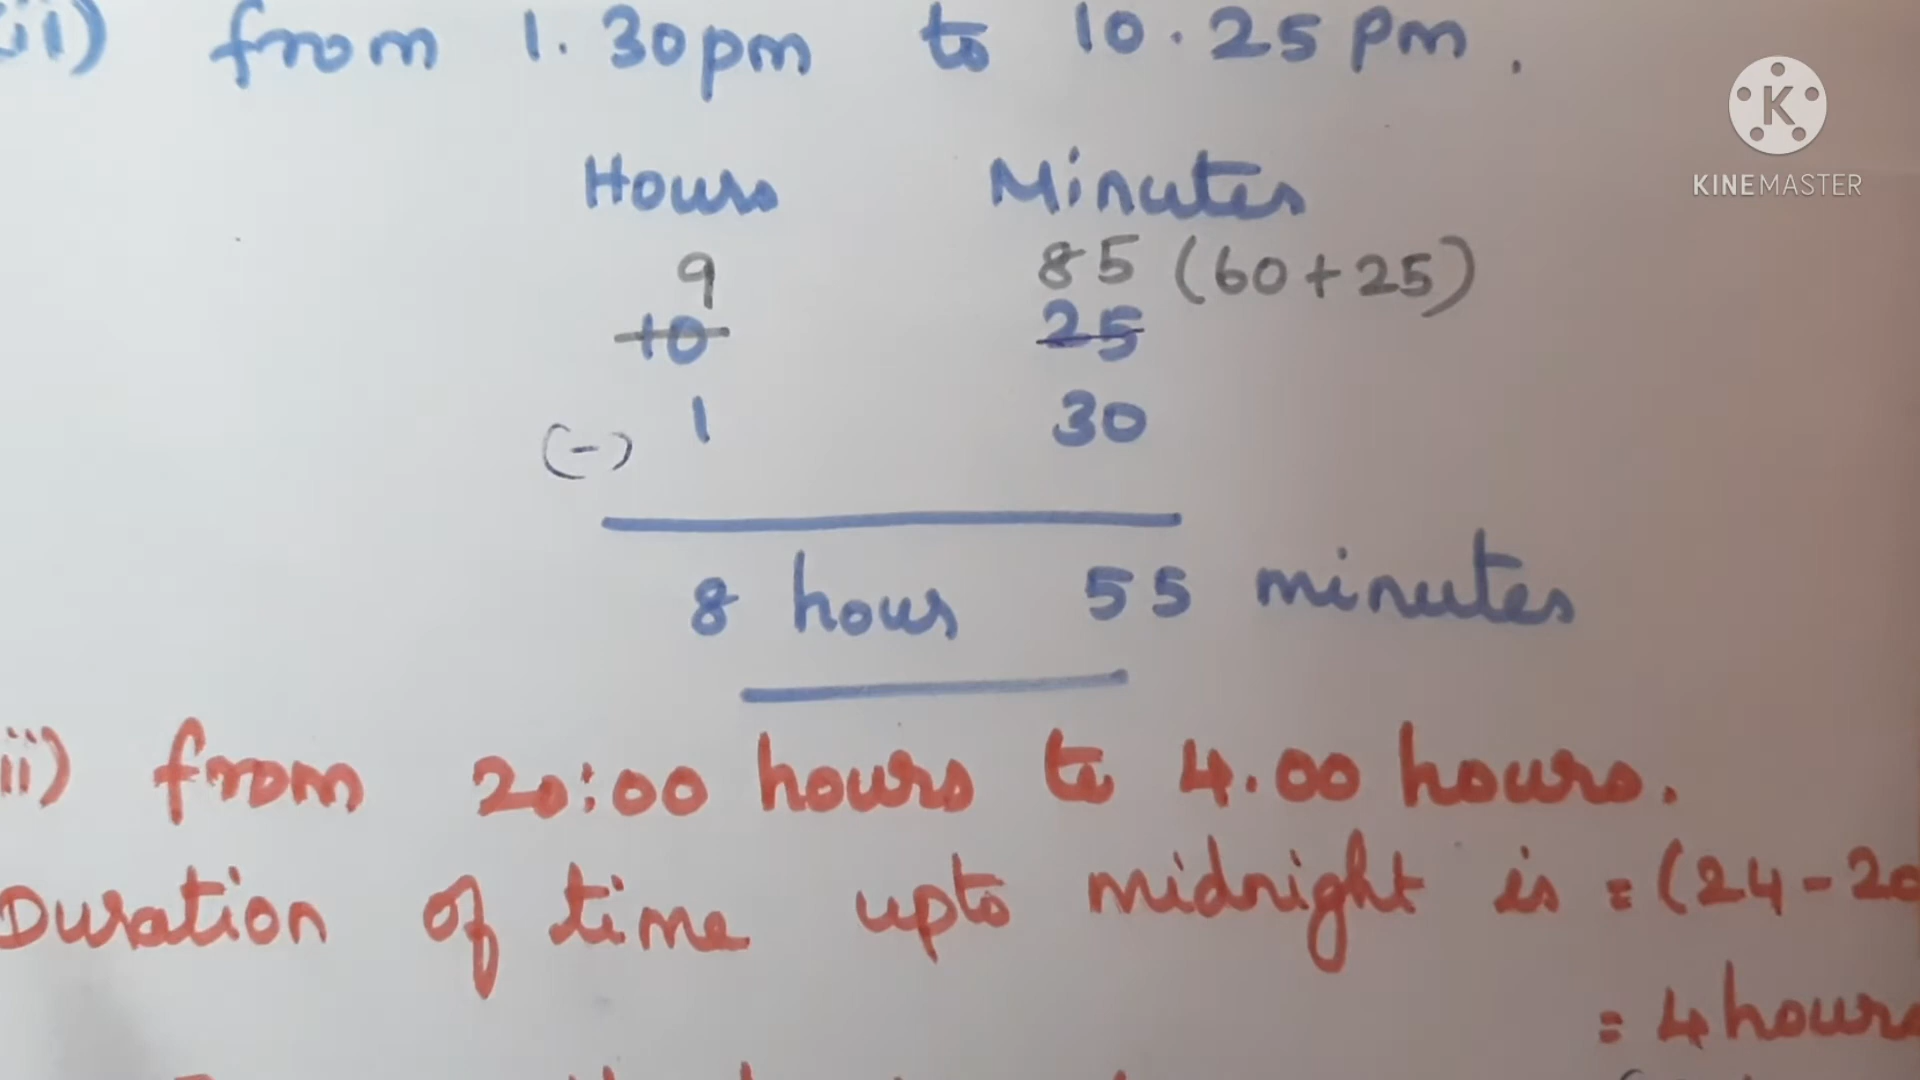 ii) from 1.30pm to 10.25pm.
KINEMASTER
Hours Minutes
9 85 (60+25)
10 25
(-) 1 30
8 hour 55 minutes
ii) from 20:00 hours to 4.00 hours.
Duration of time upto midnight is = (24-20
= 4 hours